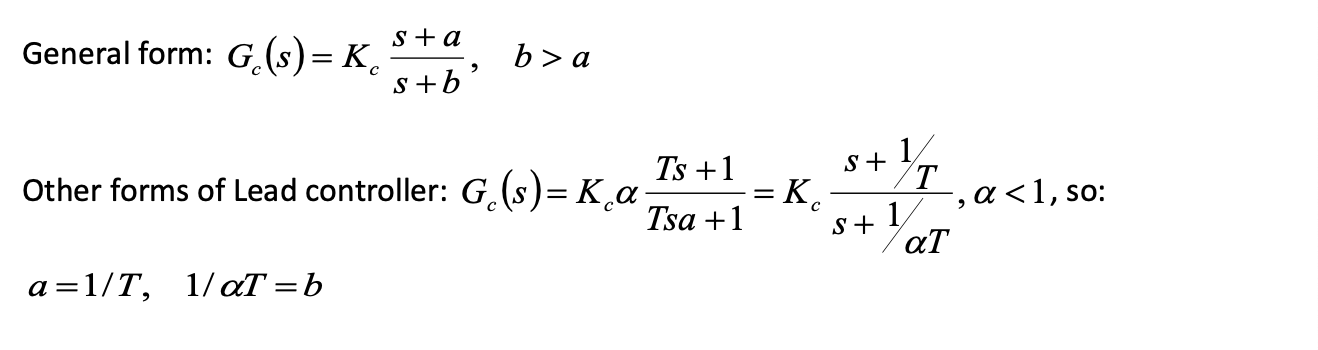 General form: G_c(s) = K_c (s + a)/(s + b), b > a
Other forms of Lead controller: G_c(s) = K_c α (Ts + 1)/(Tsa + 1) = K_c (s + 1/T)/(s + 1/αT), α < 1, so:
a = 1/T, 1/αT = b